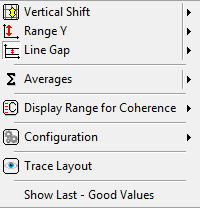 Vertical Shift
Range Y
Line Gap
Σ Averages
Display Range for Coherence
Configuration
Trace Layout
Show Last - Good Values